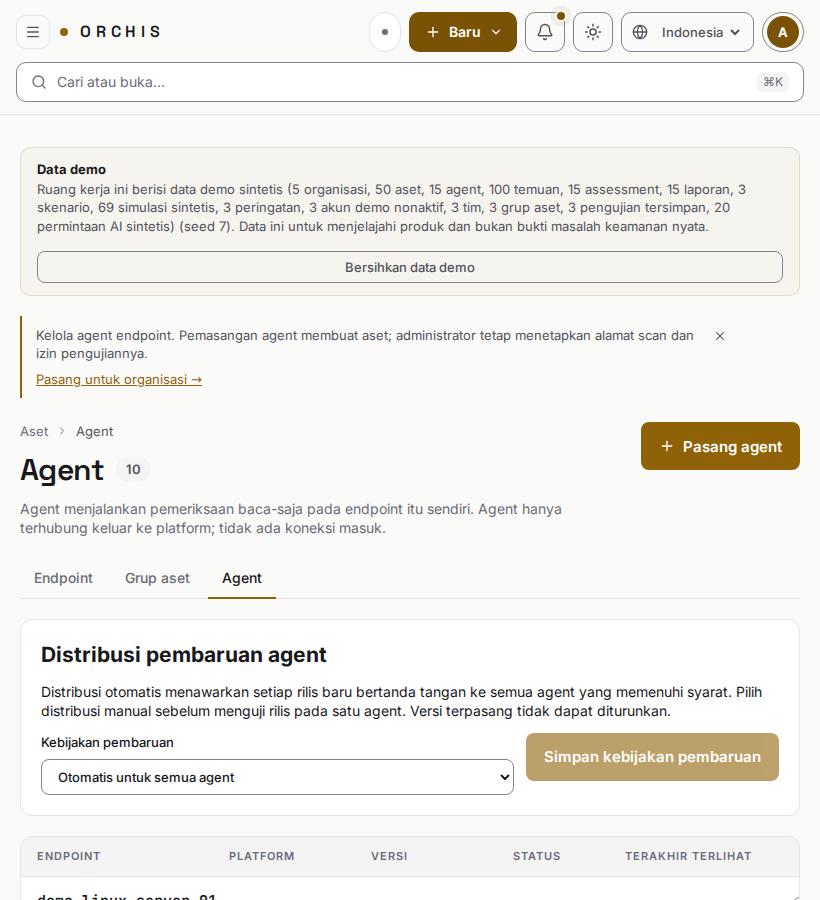 ORCHIS
Baru
Indonesia
A
Cari atau buka...
⌘K
Data demo
Ruang kerja ini berisi data demo sintetis (5 organisasi, 50 aset, 15 agent, 100 temuan, 15 assessment, 15 laporan, 3
skenario, 69 simulasi sintetis, 3 peringatan, 3 akun demo nonaktif, 3 tim, 3 grup aset, 3 pengujian tersimpan, 20
permintaan AI sintetis) (seed 7). Data ini untuk menjelajahi produk dan bukan bukti masalah keamanan nyata.
Bersihkan data demo
Kelola agent endpoint. Pemasangan agent membuat aset; administrator tetap menetapkan alamat scan dan
izin pengujiannya.
Pasang untuk organisasi →
Aset > Agent
Pasang agent
Agent 10
Agent menjalankan pemeriksaan baca-saja pada endpoint itu sendiri. Agent hanya
terhubung keluar ke platform; tidak ada koneksi masuk.
Endpoint Grup aset Agent
Distribusi pembaruan agent
Distribusi otomatis menawarkan setiap rilis baru bertanda tangan ke semua agent yang memenuhi syarat. Pilih
distribusi manual sebelum menguji rilis pada satu agent. Versi terpasang tidak dapat diturunkan.
Kebijakan pembaruan
Otomatis untuk semua agent
Simpan kebijakan pembaruan
ENDPOINT PLATFORM VERSI STATUS TERAKHIR TERLIHAT